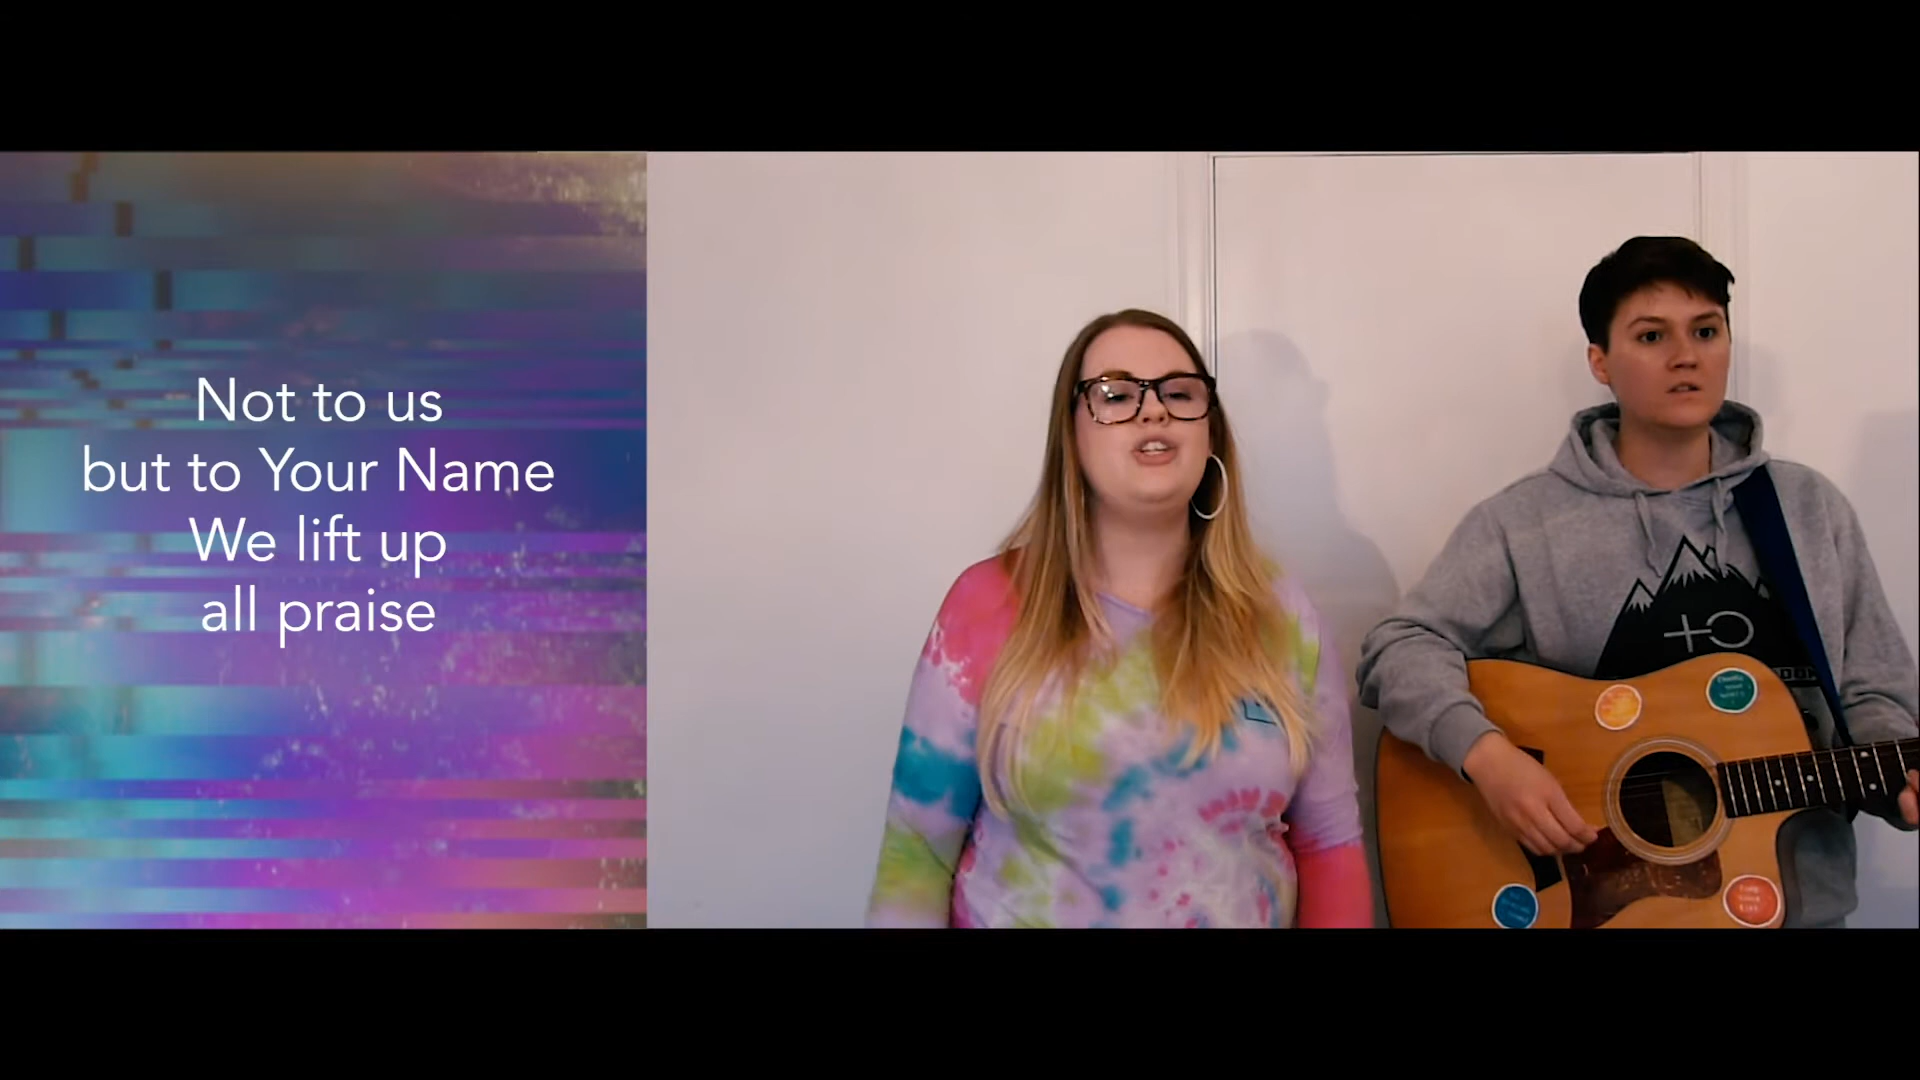 Not to us
but to Your Name
We lift up
all praise